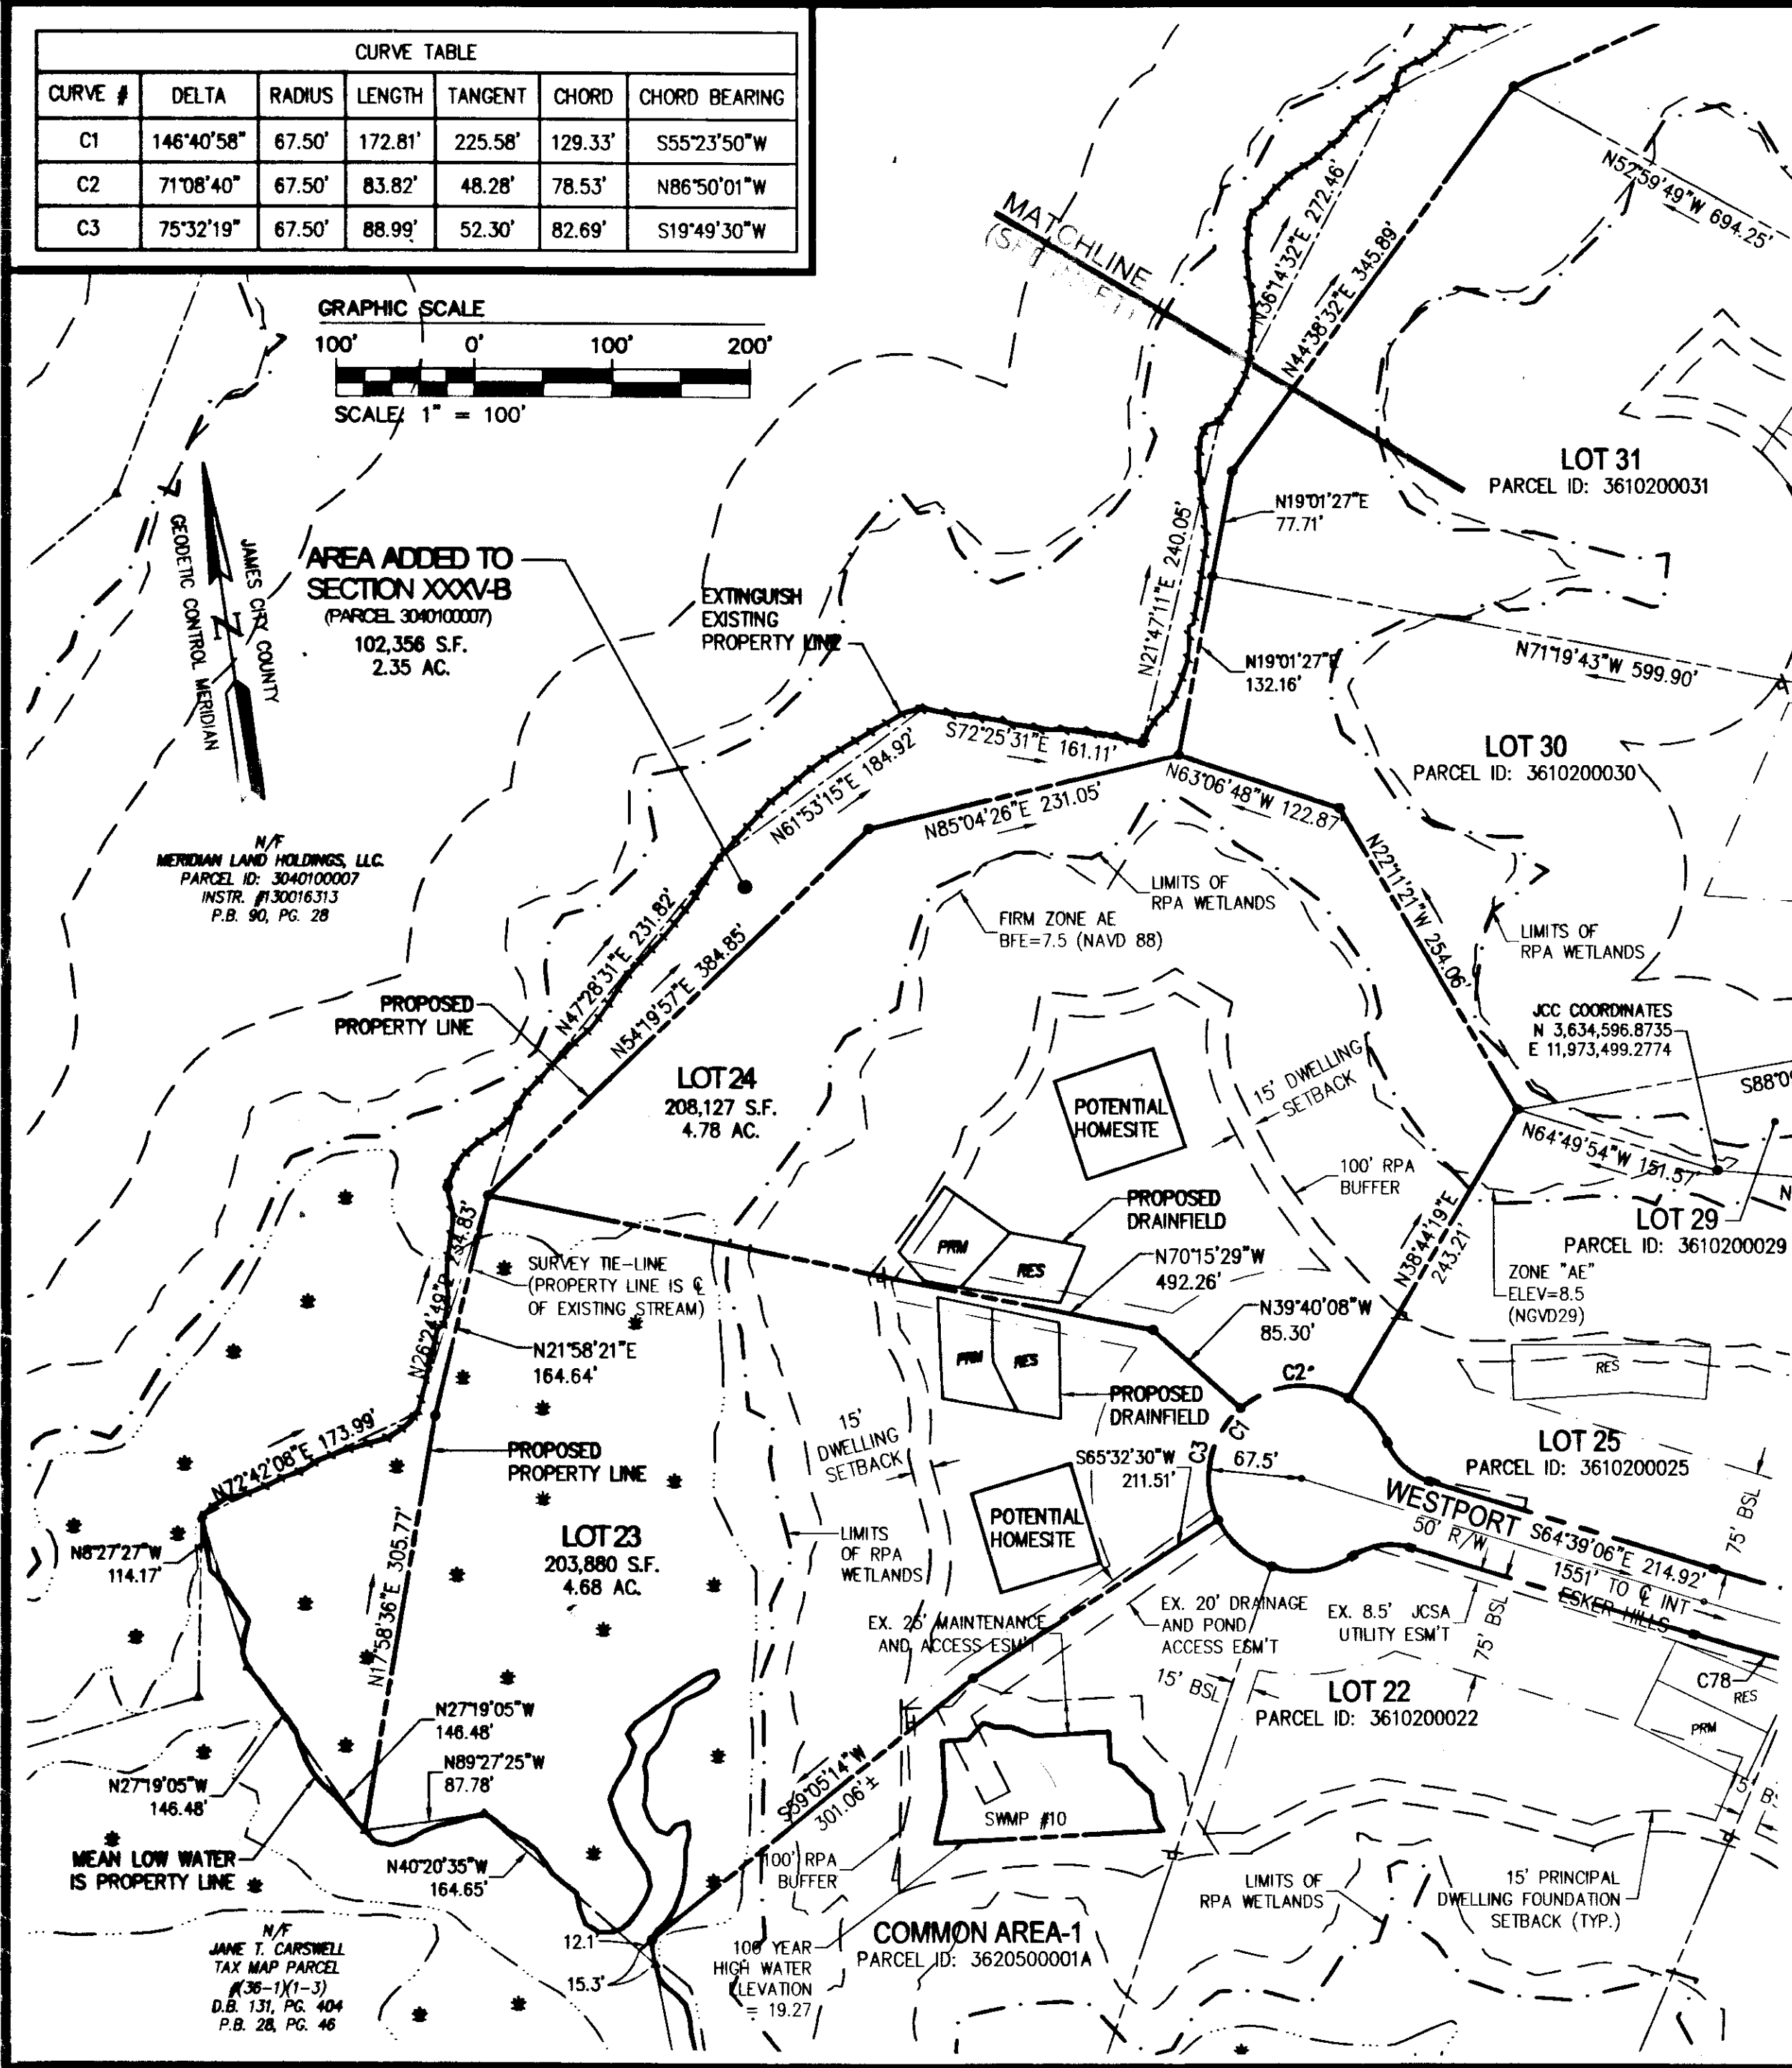 CURVE TABLE
CURVE # DELTA RADIUS LENGTH TANGENT CHORD CHORD BEARING
C1 146°40'58" 67.50' 172.81' 225.58' 129.33' S55°23'50"W
C2 71°08'40" 67.50' 83.82' 48.28' 78.53' N86°50'01"W
C3 75°32'19" 67.50' 88.99' 52.30' 82.69' S19°49'30"W
GRAPHIC SCALE
100' 0' 100' 200'
SCALE: 1" = 100'
MATCHLINE
N36°14'32"E 272.46'
N44°38'32"E 345.89'
N52°59'49"W 694.25'
JAMES CITY COUNTY
GEODETIC CONTROL MERIDIAN
N
LOT 31
PARCEL ID: 3610200031
N19°01'27"E
77.71'
AREA ADDED TO
SECTION XXXV-B
(PARCEL 3040100007)
102,356 S.F.
2.35 AC.
EXTINGUISH
EXISTING
PROPERTY LINE
N21°47'11"E 240.05'
N19°01'27"E
132.16'
N71°19'43"W 599.90'
LOT 30
PARCEL ID: 3610200030
S72°25'31"E 161.11'
N61°53'15"E 184.92'
N85°04'26"E 231.05'
N63°06'48"W 122.87'
N/F
MERIDIAN LAND HOLDINGS, LLC.
PARCEL ID: 3040100007
INSTR. #130016313
P.B. 90, PG. 28
LIMITS OF
RPA WETLANDS
FIRM ZONE AE
BFE=7.5 (NAVD 88)
N22°11'21"W 254.06'
LIMITS OF
RPA WETLANDS
N47°28'31"E 231.82'
N54°19'57"E 384.85'
PROPOSED
PROPERTY LINE
JCC COORDINATES
N 3,634,596.8735
E 11,973,499.2774
LOT 24
208,127 S.F.
4.78 AC.
POTENTIAL
HOMESITE
15' DWELLING
SETBACK
S88°0
N64°49'54"W 151.57'
100' RPA
BUFFER
N
LOT 29
PARCEL ID: 3610200029
PROPOSED
DRAINFIELD
PRM
RES
N70°15'29"W
492.26'
N38°44'19"E
243.21'
ZONE "AE"
ELEV=8.5
(NGVD29)
SURVEY TIE-LINE
(PROPERTY LINE IS ℄
OF EXISTING STREAM)
N26°24'49"E 234.83'
N21°58'21"E
164.64'
N39°40'08"W
85.30'
PRM
RES
RES
C2
PROPOSED
DRAINFIELD
C1
C3
67.5'
N72°42'08"E 173.99'
PROPOSED
PROPERTY LINE
15'
DWELLING
SETBACK
S65°32'30"W
211.51'
LOT 25
PARCEL ID: 3610200025
WESTPORT
50' R/W
S64°39'06"E 214.92'
75' BSL
1551' TO ℄ INT
ESKER HILLS
N8°27'27"W
114.17'
N17°58'36"E 305.77'
LOT 23
203,880 S.F.
4.68 AC.
LIMITS
OF RPA
WETLANDS
POTENTIAL
HOMESITE
EX. 25' MAINTENANCE
AND ACCESS ESM'T
EX. 20' DRAINAGE
AND POND
ACCESS ESM'T
EX. 8.5' JCSA
UTILITY ESM'T
75' BSL
15' BSL
LOT 22
PARCEL ID: 3610200022
C78
RES
PRM
N27°19'05"W
146.48'
N89°27'25"W
87.78'
N27°19'05"W
146.48'
S59°05'14"W
301.06'±
SWMP #10
MEAN LOW WATER
IS PROPERTY LINE
N40°20'35"W
164.65'
100' RPA
BUFFER
LIMITS OF
RPA WETLANDS
15' PRINCIPAL
DWELLING FOUNDATION
SETBACK (TYP.)
N/F
JANE T. CARSWELL
TAX MAP PARCEL
#(36-1)(1-3)
D.B. 131, PG. 404
P.B. 28, PG. 46
12.1'
15.3'
100 YEAR
HIGH WATER
ELEVATION
= 19.27
COMMON AREA-1
PARCEL ID: 3620500001A